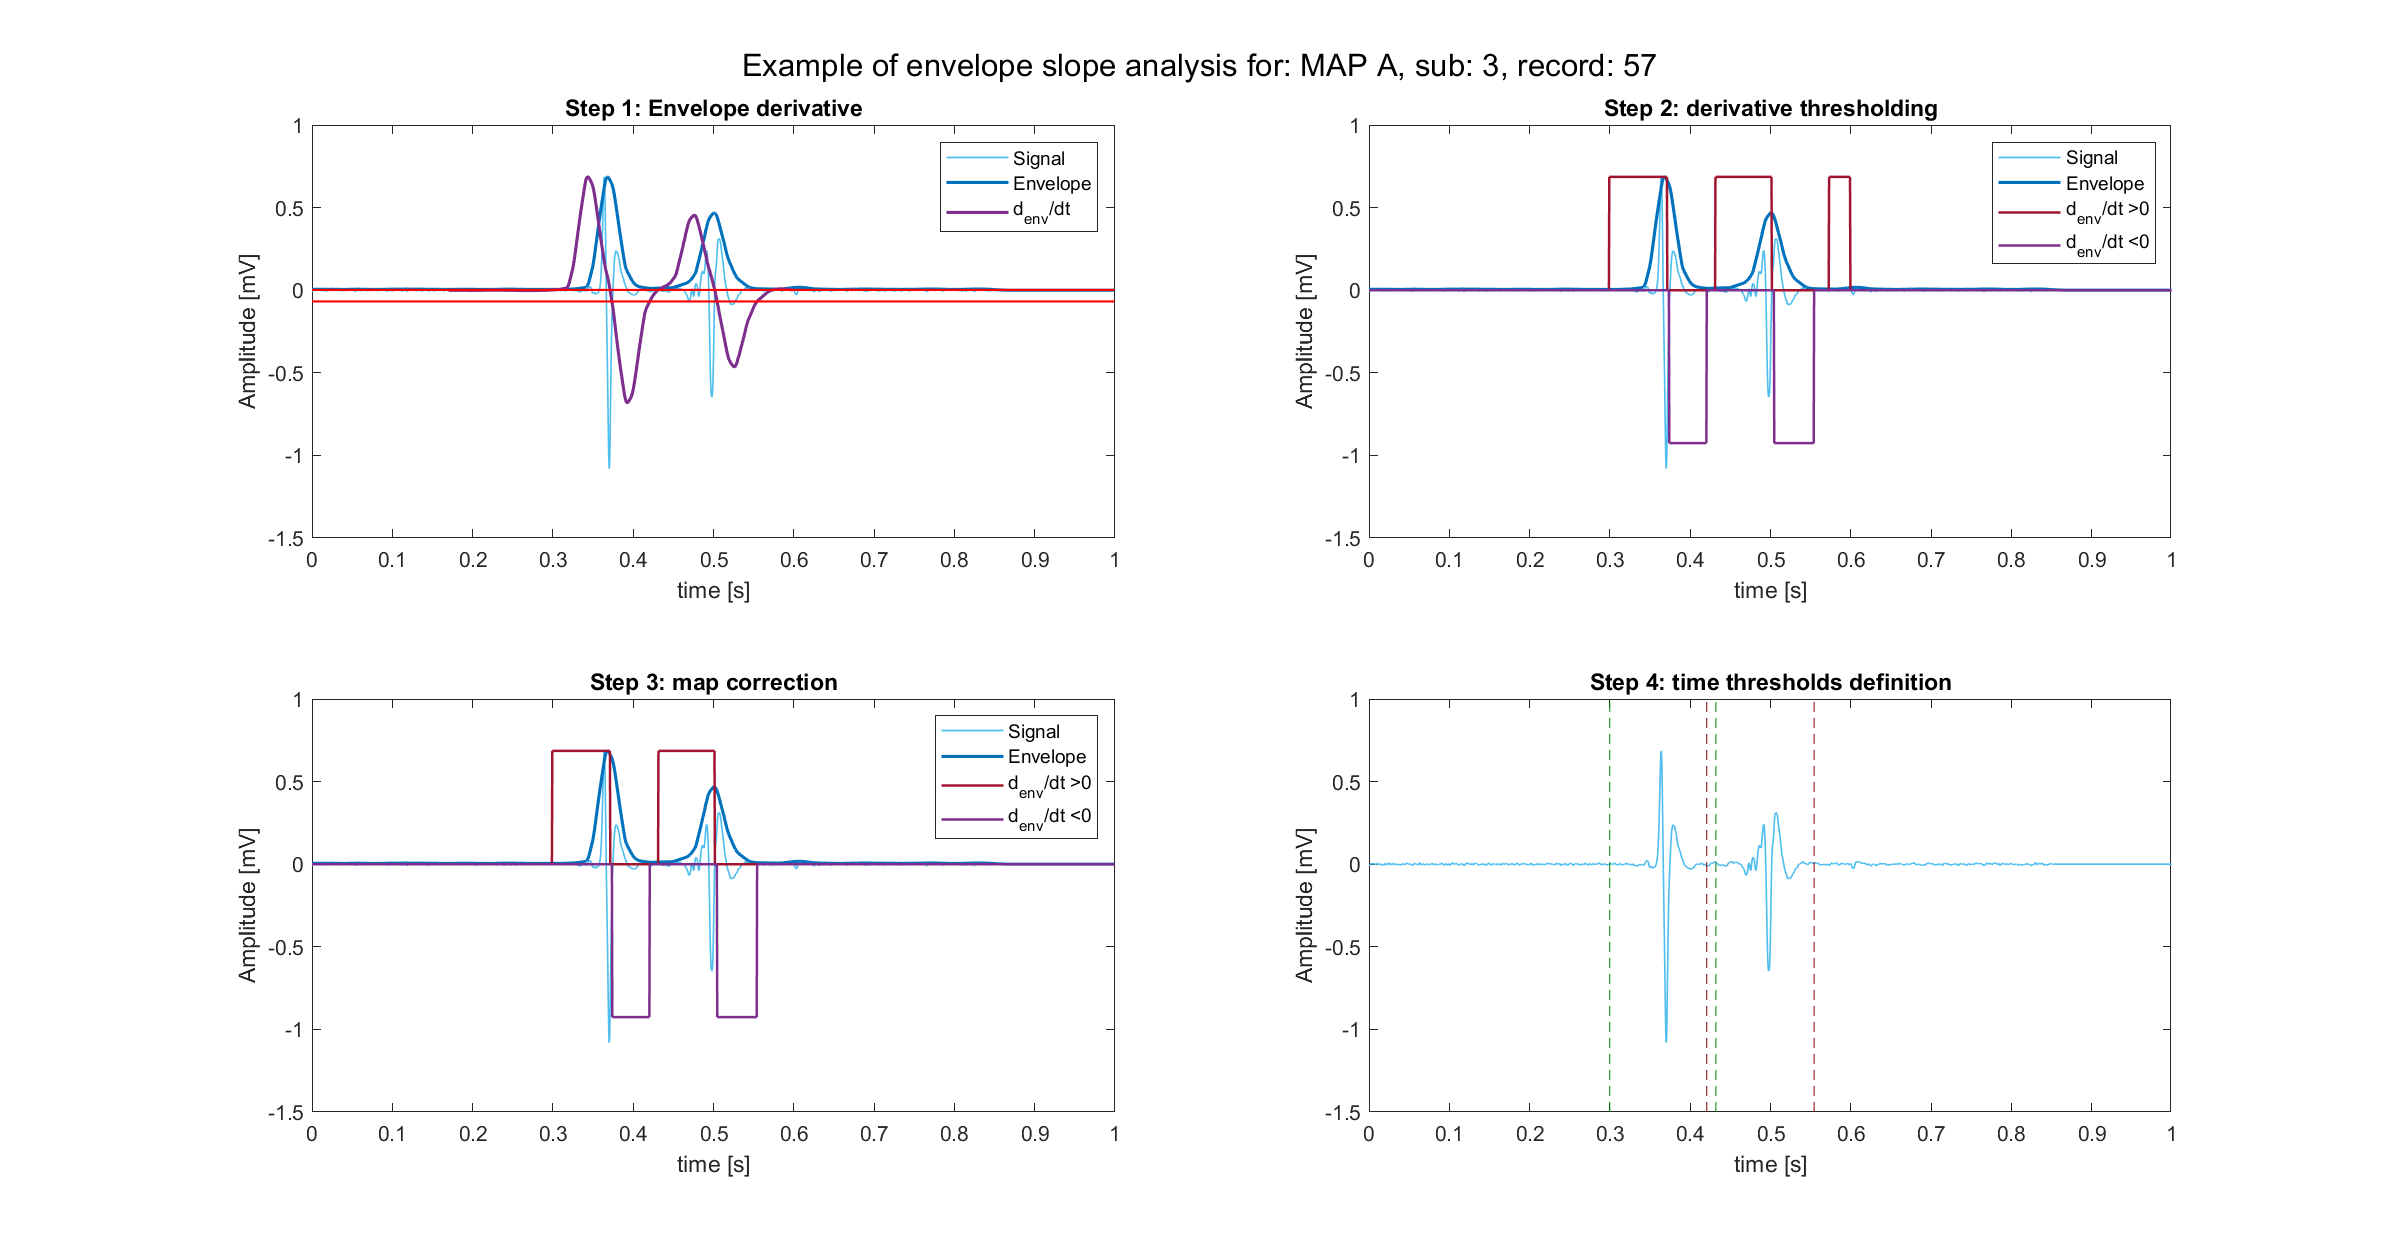 Example of envelope slope analysis for: MAP A, sub: 3, record: 57
Step 1: Envelope derivative
1
0.5
0
-0.5
-1
-1.5
Amplitude [mV]
0 0.1 0.2 0.3 0.4 0.5 0.6 0.7 0.8 0.9 1
time [s]
Signal
Envelope
d_env/dt
Step 2: derivative thresholding
1
0.5
0
-0.5
-1
-1.5
Amplitude [mV]
0 0.1 0.2 0.3 0.4 0.5 0.6 0.7 0.8 0.9 1
time [s]
Signal
Envelope
d_env/dt >0
d_env/dt <0
Step 3: map correction
1
0.5
0
-0.5
-1
-1.5
Amplitude [mV]
0 0.1 0.2 0.3 0.4 0.5 0.6 0.7 0.8 0.9 1
time [s]
Signal
Envelope
d_env/dt >0
d_env/dt <0
Step 4: time thresholds definition
1
0.5
0
-0.5
-1
-1.5
Amplitude [mV]
0 0.1 0.2 0.3 0.4 0.5 0.6 0.7 0.8 0.9 1
time [s]